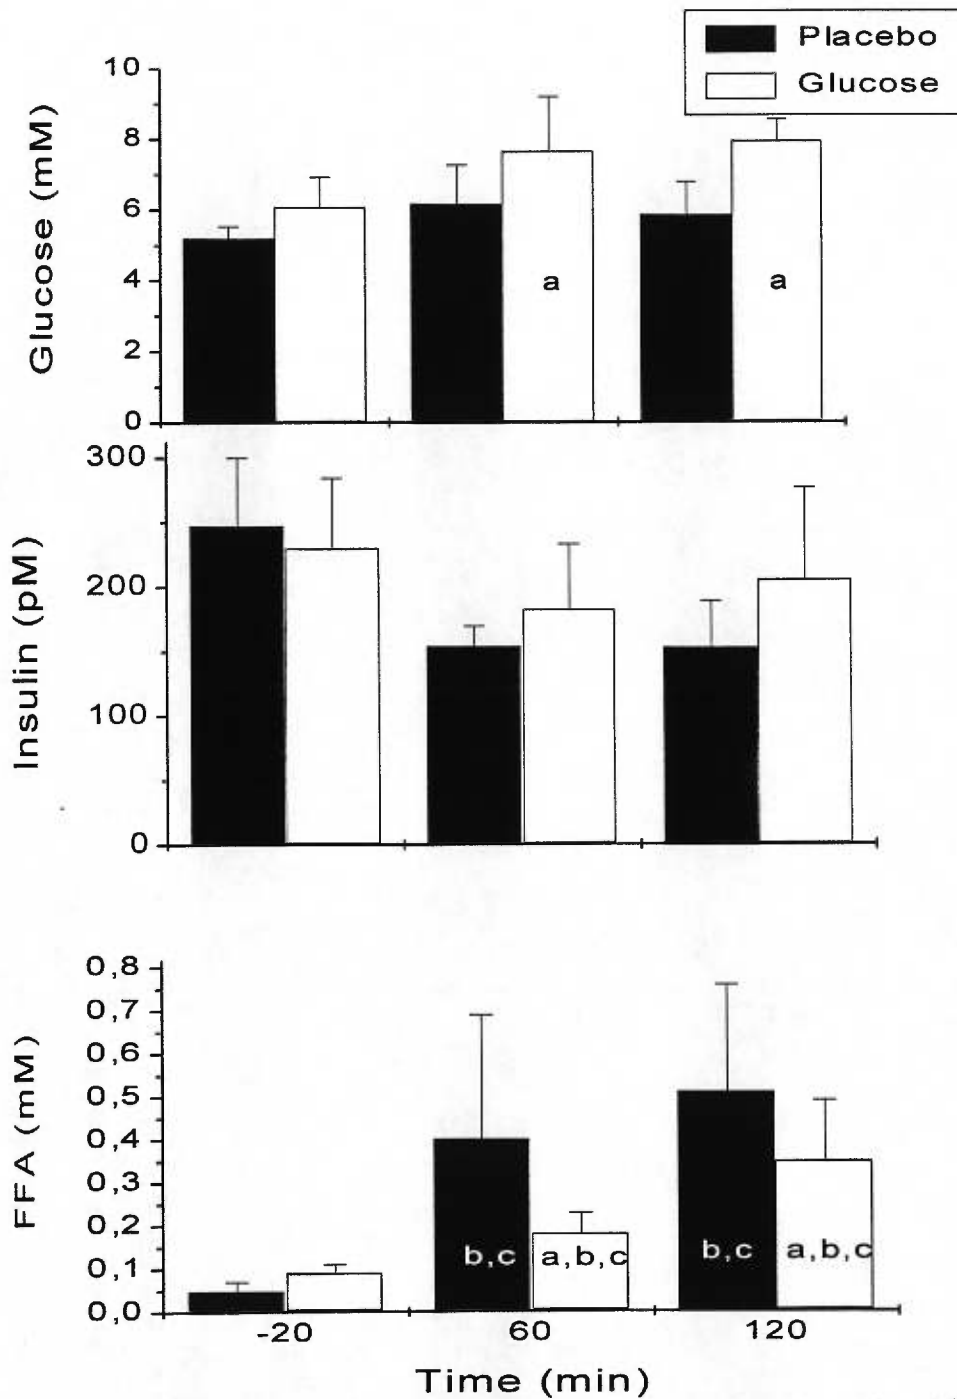 Placebo
Glucose
Glucose (mM)
10
8
6
4
2
0
a
a
Insulin (pM)
300
200
100
0
FFA (mM)
0,8
0,7
0,6
0,5
0,4
0,3
0,2
0,1
0,0
b,c
a,b,c
b,c
a,b,c
-20
60
120
Time (min)